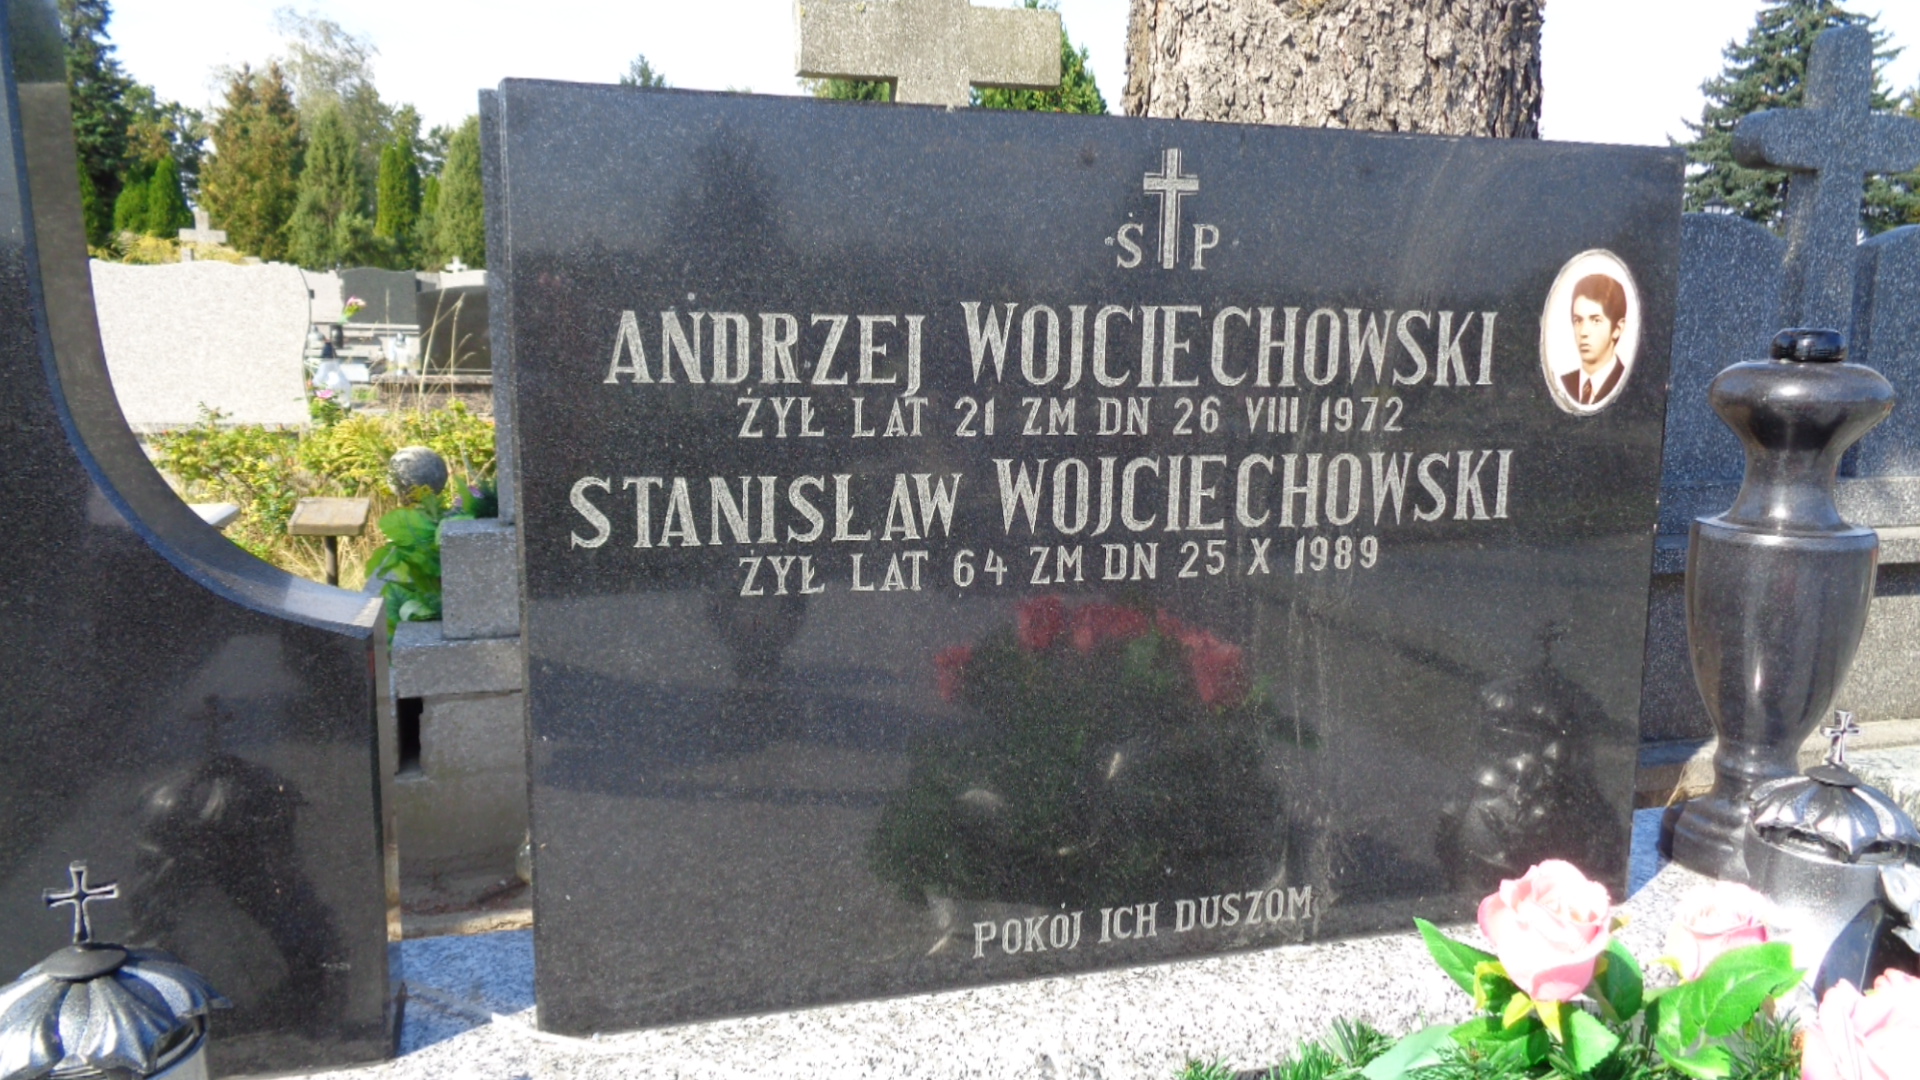 Ś P
ANDRZEJ WOJCIECHOWSKI
ŻYŁ LAT 21 ZM DN 26 VIII 1972
STANISŁAW WOJCIECHOWSKI
ŻYŁ LAT 64 ZM DN 25 X 1989
POKÓJ ICH DUSZOM